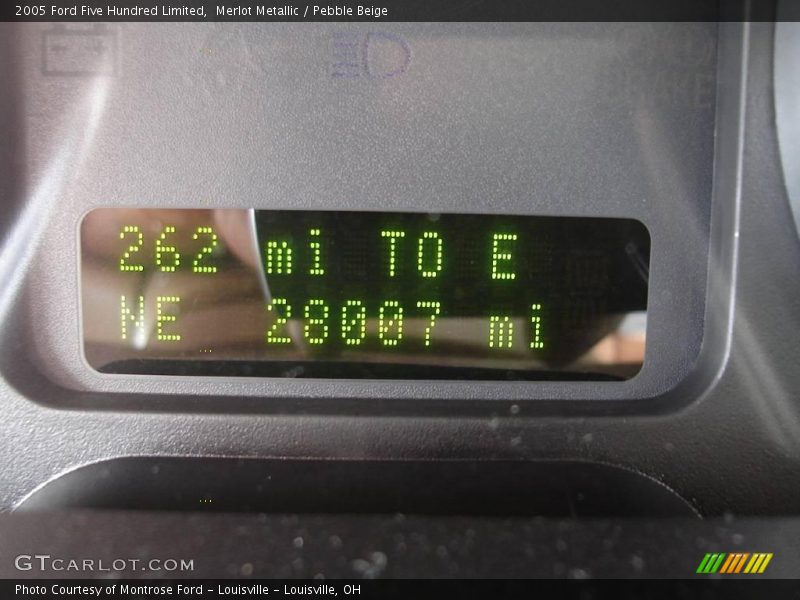 2005 Ford Five Hundred Limited,  Merlot Metallic / Pebble Beige
262 mi TO E
NE 28007 mi
GTCARLOT.COM
Photo Courtesy of Montrose Ford – Louisville – Louisville, OH